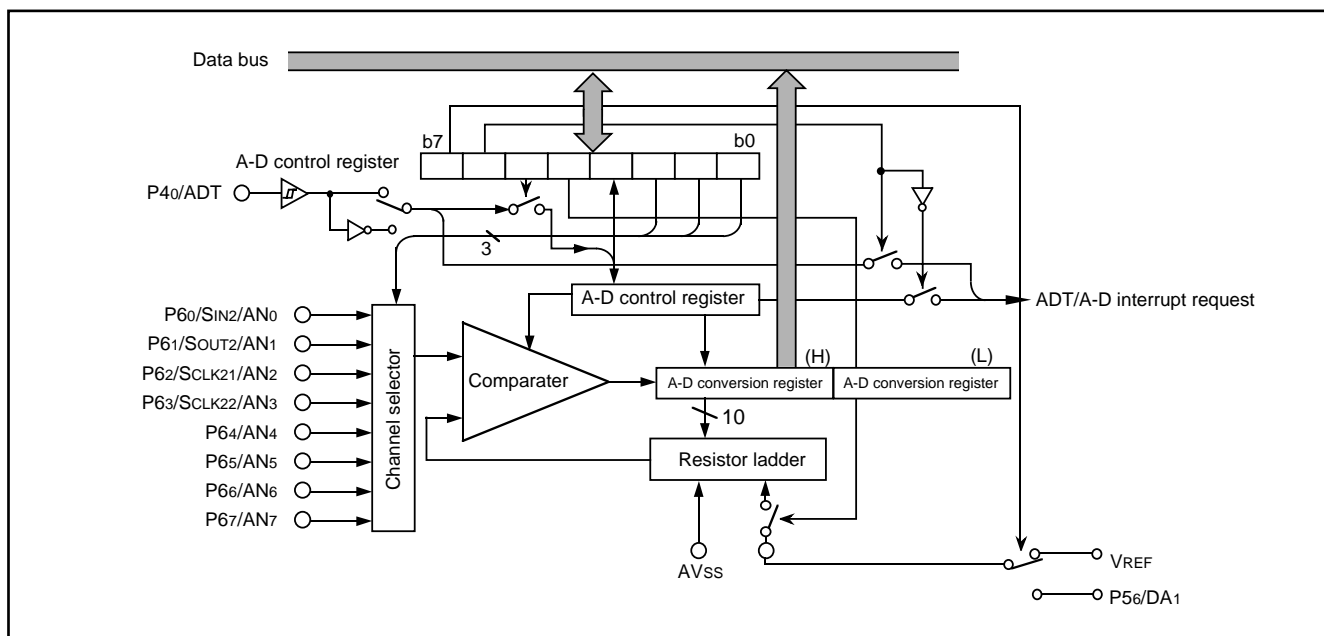 Data bus
b7
b0
A-D control register
P40/ADT
3
A-D control register
ADT/A-D interrupt request
P60/SIN2/AN0
P61/SOUT2/AN1
P62/SCLK21/AN2
P63/SCLK22/AN3
P64/AN4
P65/AN5
P66/AN6
P67/AN7
Channel selector
Comparater
(H)
(L)
A-D conversion register
A-D conversion register
10
Resistor ladder
AVSS
VREF
P56/DA1